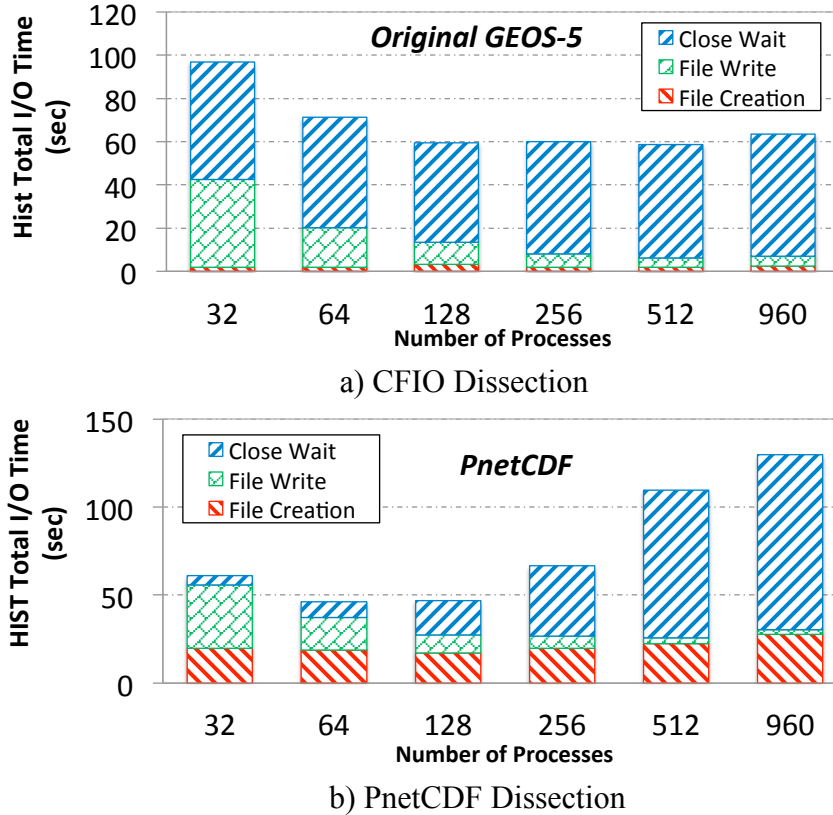 120
100
80
60
40
20
0
Hist Total I/O Time
(sec)
Original GEOS-5
Close Wait
File Write
File Creation
32 64 128 256 512 960
Number of Processes
a) CFIO Dissection
150
100
50
0
HIST Total I/O Time
(sec)
Close Wait
File Write
File Creation
PnetCDF
32 64 128 256 512 960
Number of Processes
b) PnetCDF Dissection